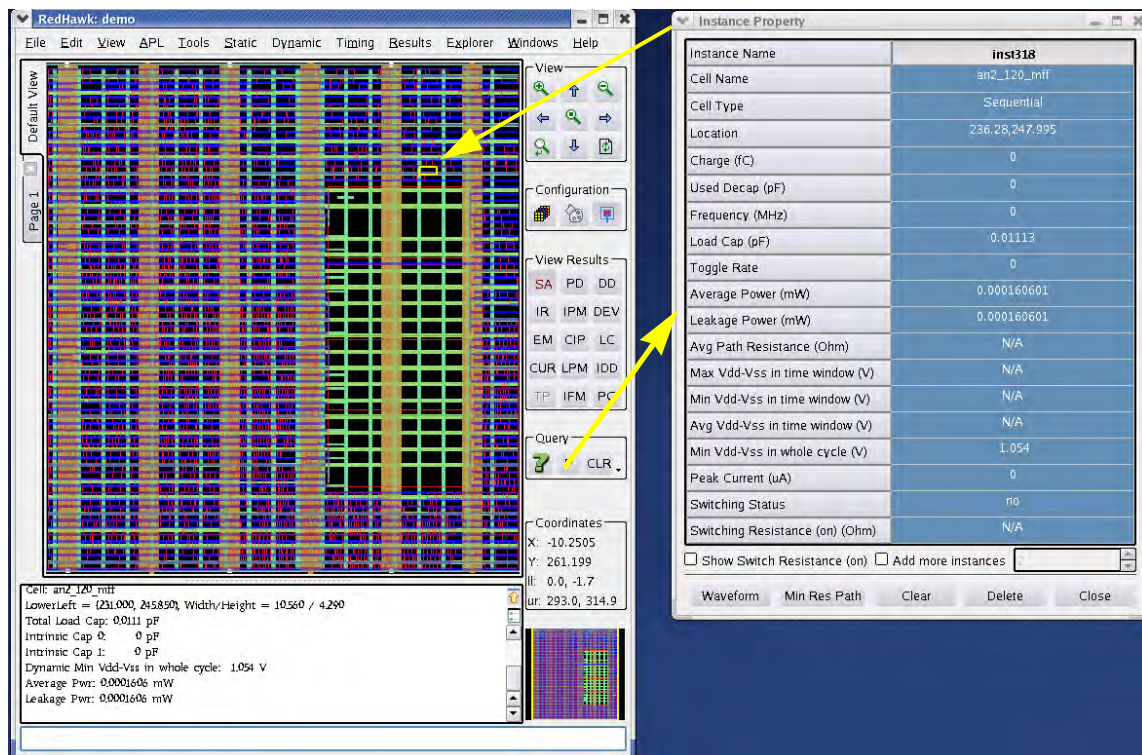 RedHawk: demo
File Edit View APL Tools Static Dynamic Timing Results Explorer Windows Help
Default View
Page 1
View
Configuration
View Results
SA PD DD
IR IPM DEV
EM CIP LC
CUR LPM IDD
TP IFM PC
Query
CLR
Coordinates
X: -10.2505
Y: 261.199
ll: 0.0, -1.7
ur: 293.0, 314.9
Cell: an2_120_mff
LowerLeft = (231.000, 245.850), Width/Height = 10.560 / 4.290
Total Load Cap: 0.0111 pF
Intrinsic Cap 0: 0 pF
Intrinsic Cap 1: 0 pF
Dynamic Min Vdd-Vss in whole cycle: 1.054 V
Average Pwr: 0.0001606 mW
Leakage Pwr: 0.0001606 mW
Instance Property
Instance Name inst318
Cell Name an2_120_mff
Cell Type Sequential
Location 236.28,247.995
Charge (fC) 0
Used Decap (pF) 0
Frequency (MHz) 0
Load Cap (pF) 0.01113
Toggle Rate 0
Average Power (mW) 0.000160601
Leakage Power (mW) 0.000160601
Avg Path Resistance (Ohm) N/A
Max Vdd-Vss in time window (V) N/A
Min Vdd-Vss in time window (V) N/A
Avg Vdd-Vss in time window (V) N/A
Min Vdd-Vss in whole cycle (V) 1.054
Peak Current (uA) 0
Switching Status no
Switching Resistance (on) (Ohm) N/A
Show Switch Resistance (on) Add more instances
Waveform Min Res Path Clear Delete Close